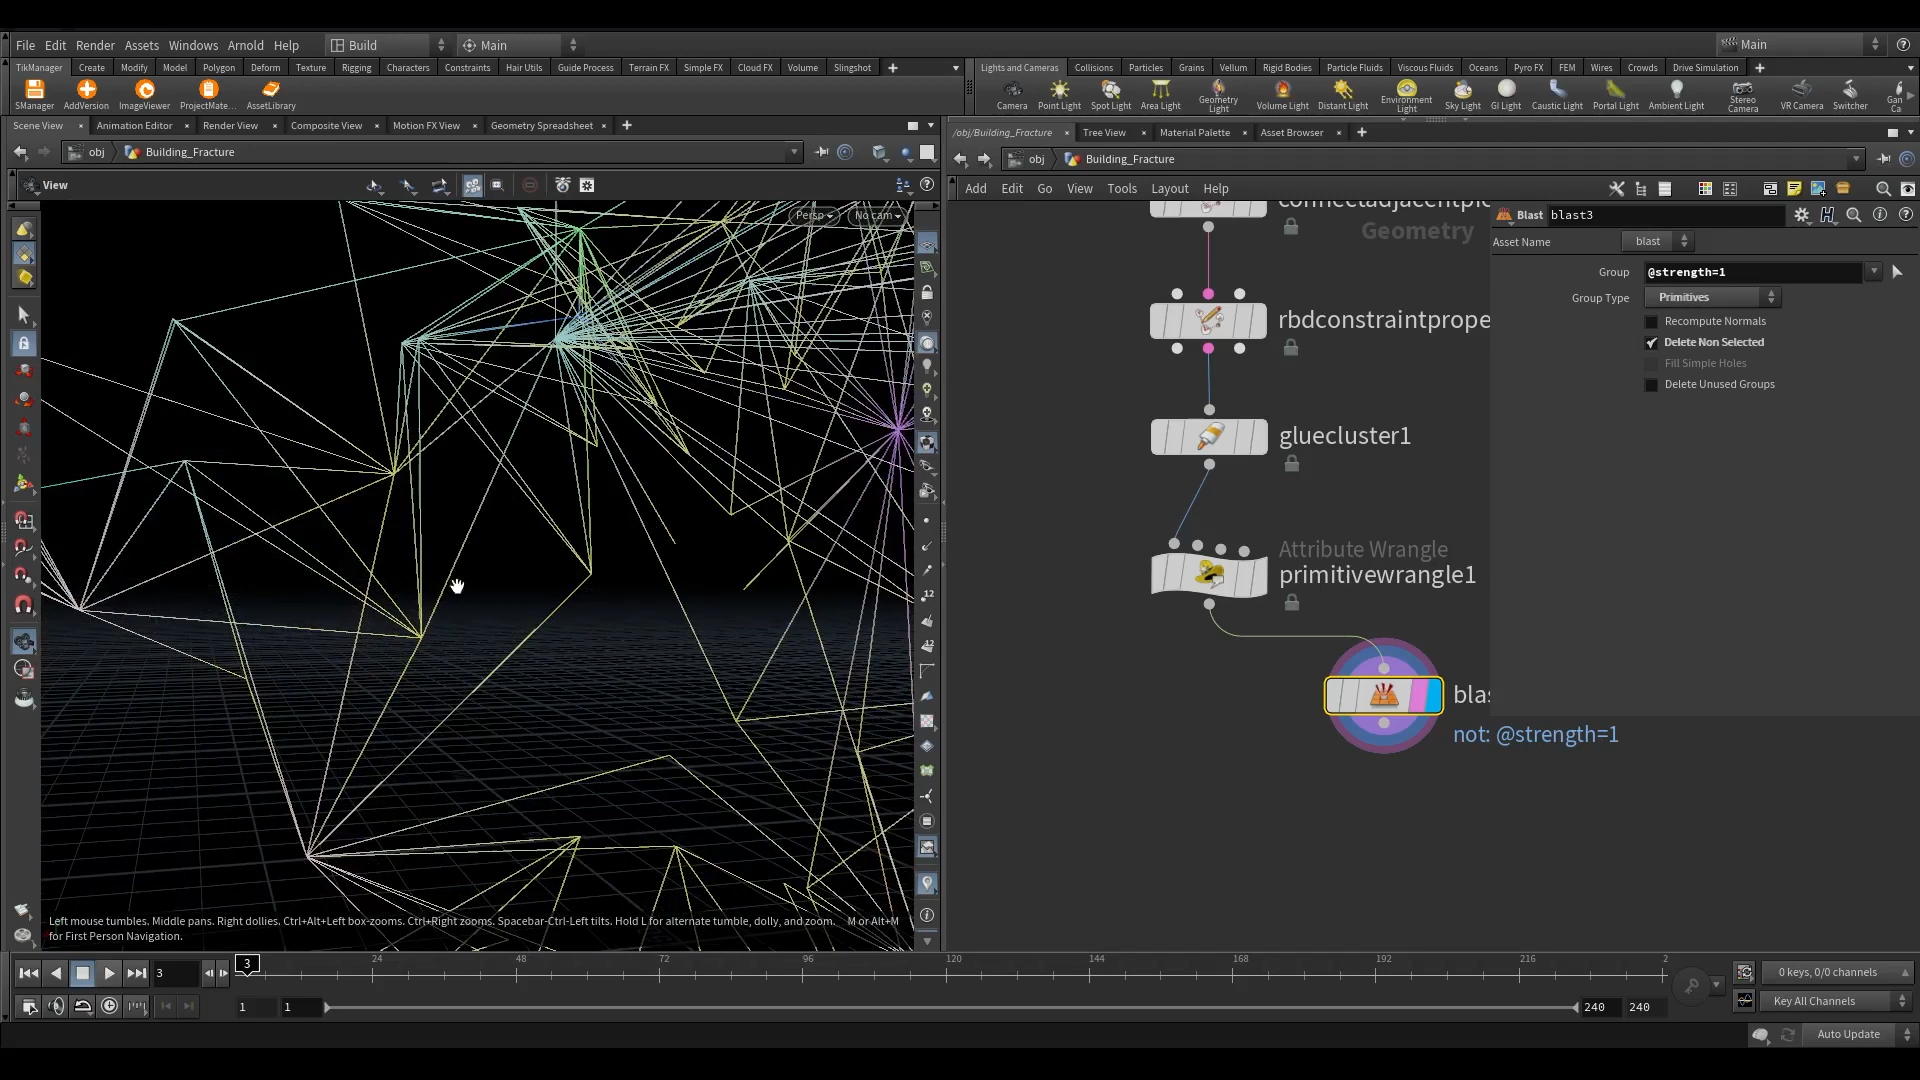 File Edit Render Assets Windows Arnold Help Build Main Main
TikManager Create Modify Model Polygon Deform Texture Rigging Characters Constraints Hair Utils Guide Process Terrain FX Simple FX Cloud FX Volume Slingshot
Lights and Cameras Collisions Particles Grains Vellum Rigid Bodies Particle Fluids Viscous Fluids Oceans Pyro FX FEM Wires Crowds Drive Simulation
SManager AddVersion ImageViewer ProjectMate... AssetLibrary
Camera Point Light Spot Light Area Light Geometry Light Volume Light Distant Light Environment Light Sky Light GI Light Caustic Light Portal Light Ambient Light Stereo Camera VR Camera Switcher
Scene View Animation Editor Render View Composite View Motion FX View Geometry Spreadsheet
/obj/Building_Fracture Tree View Material Palette Asset Browser
obj Building_Fracture
obj Building_Fracture
View
Add Edit Go View Tools Layout Help
Persp No cam
Geometry
Blast blast3
Asset Name blast
Group @strength=1
Group Type Primitives
Recompute Normals
Delete Non Selected
Fill Simple Holes
Delete Unused Groups
rbdconstraintprope
gluecluster1
Attribute Wrangle
primitivewrangle1
blas
not: @strength=1
12
12
Left mouse tumbles. Middle pans. Right dollies. Ctrl+Alt+Left box-zooms. Ctrl+Right zooms. Spacebar-Ctrl-Left tilts. Hold L for alternate tumble, dolly, and zoom. M or Alt+M
for First Person Navigation.
3 3 24 48 72 96 120 144 168 192 216 2
0 keys, 0/0 channels
1 1 240 240
Key All Channels
Auto Update